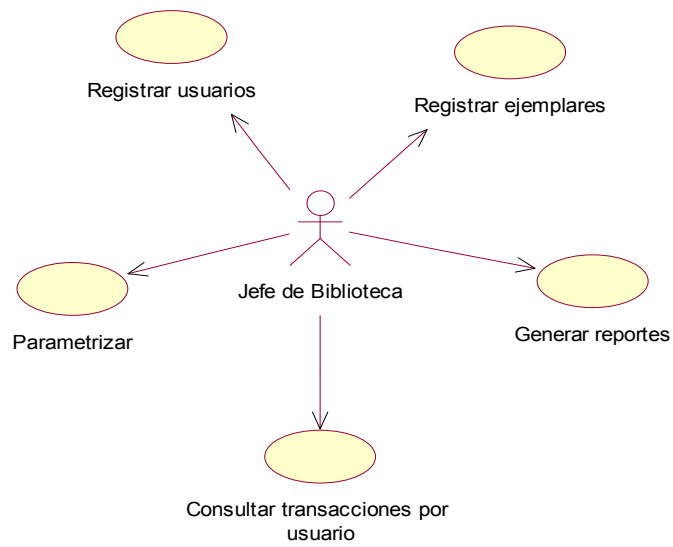 Registrar usuarios
Registrar ejemplares
Jefe de Biblioteca
Parametrizar
Generar reportes
Consultar transacciones por
usuario